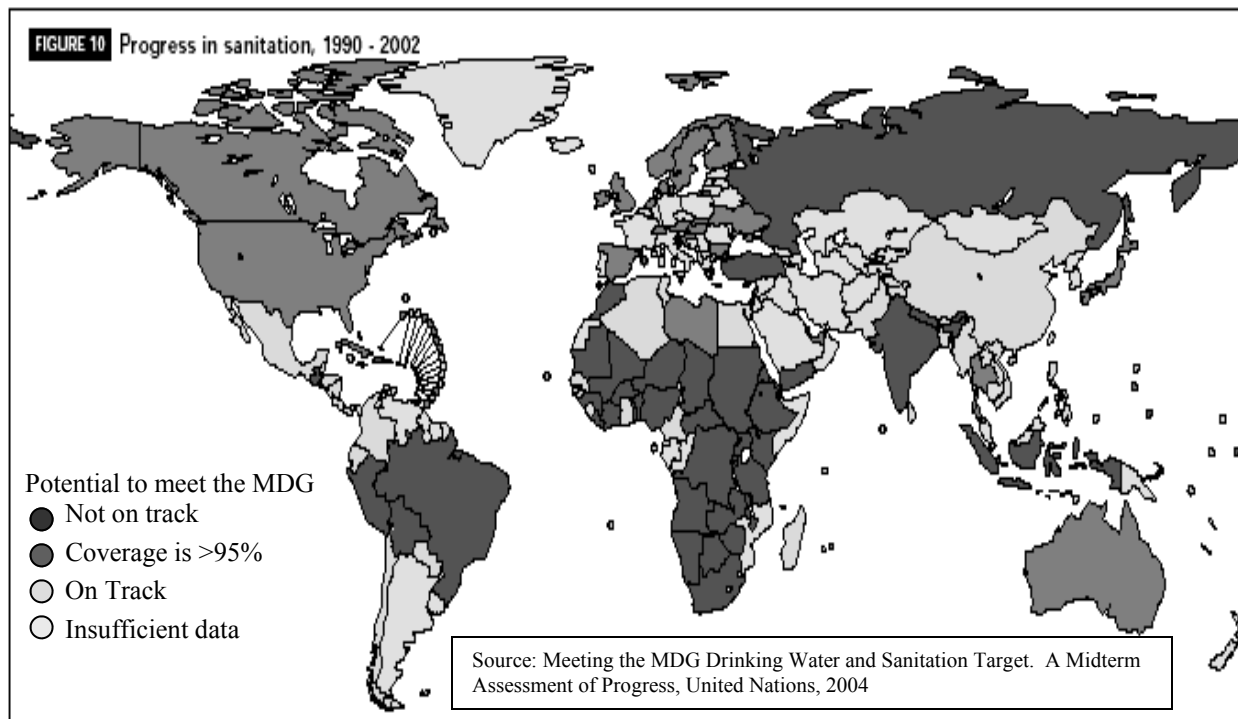 FIGURE 10 Progress in sanitation, 1990 - 2002
Potential to meet the MDG
Not on track
Coverage is >95%
On Track
Insufficient data
Source: Meeting the MDG Drinking Water and Sanitation Target. A Midterm
Assessment of Progress, United Nations, 2004